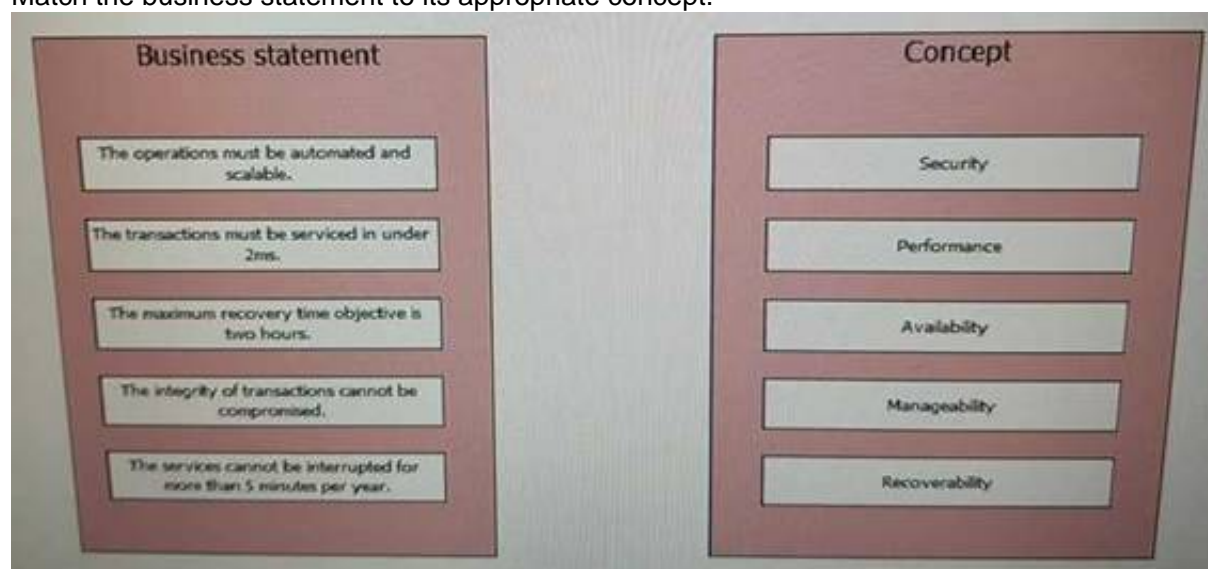 Match the business statement to its appropriate concept.
Business statement
The operations must be automated and
scalable.
The transactions must be serviced in under
2ms.
The maximum recovery time objective is
two hours.
The integrity of transactions cannot be
compromised.
The services cannot be interrupted for
more than 5 minutes per year.
Concept
Security
Performance
Availability
Manageability
Recoverability